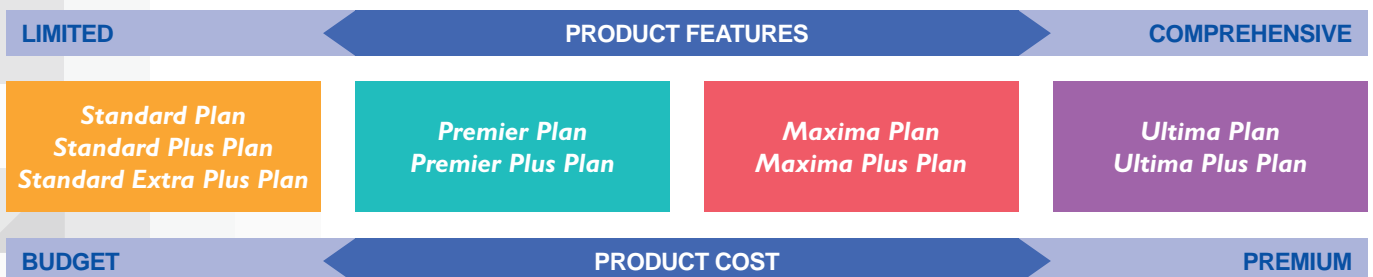 LIMITED
PRODUCT FEATURES
COMPREHENSIVE
Standard Plan
Standard Plus Plan
Standard Extra Plus Plan
Premier Plan
Premier Plus Plan
Maxima Plan
Maxima Plus Plan
Ultima Plan
Ultima Plus Plan
BUDGET
PRODUCT COST
PREMIUM